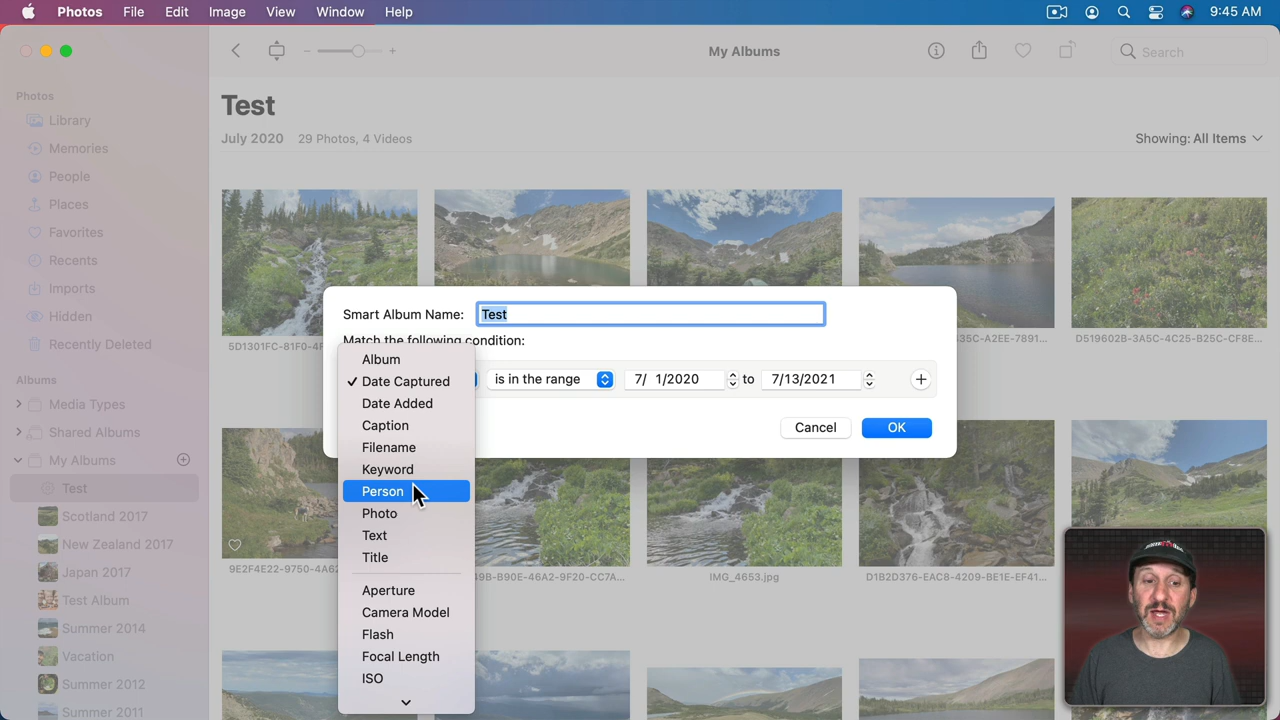 Photos File Edit Image View Window Help 9:45 AM
My Albums
Search
Photos
Library
Memories
People
Places
Favorites
Recents
Imports
Hidden
Recently Deleted
Albums
Media Types
Shared Albums
My Albums
Test
Scotland 2017
New Zealand 2017
Japan 2017
Test Album
Summer 2014
Vacation
Summer 2012
Summer 2011
Test
July 2020 29 Photos, 4 Videos
Showing: All Items
5D1301FC-81F0-4F
35C-A2EE-7891...
D519602B-3A5C-4C25-B25C-CF8E...
Smart Album Name: Test
Match the following condition:
is in the range 7/ 1/2020 to 7/13/2021
Cancel OK
Album
✓ Date Captured
Date Added
Caption
Filename
Keyword
Person
Photo
Text
Title
Aperture
Camera Model
Flash
Focal Length
ISO
9E2F4E22-9750-4A62
49B-B90E-46A2-9F20-CC7A...
IMG_4653.jpg
D1B2D376-EAC8-4209-BE1E-EF41...